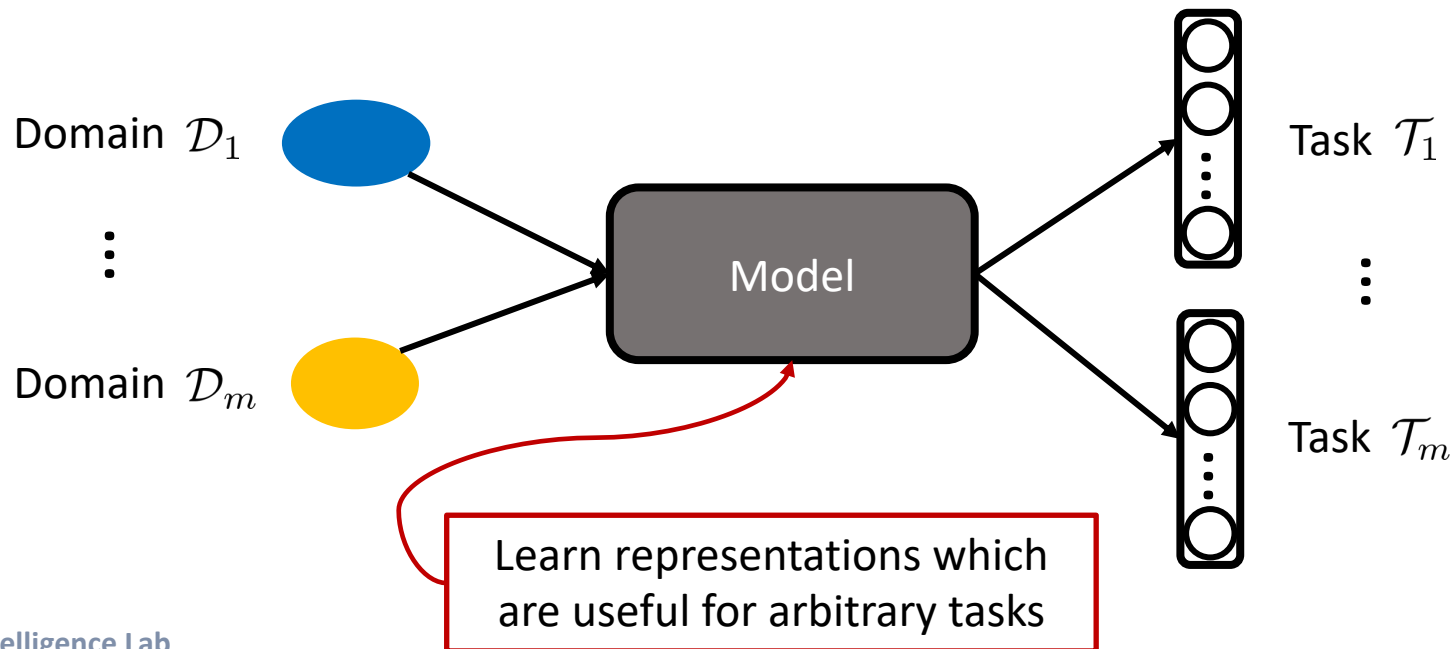 Domain 𝒟₁
Task 𝒯₁
Model
Domain 𝒟ₘ
Task 𝒯ₘ
Learn representations which
are useful for arbitrary tasks
elligence Lab